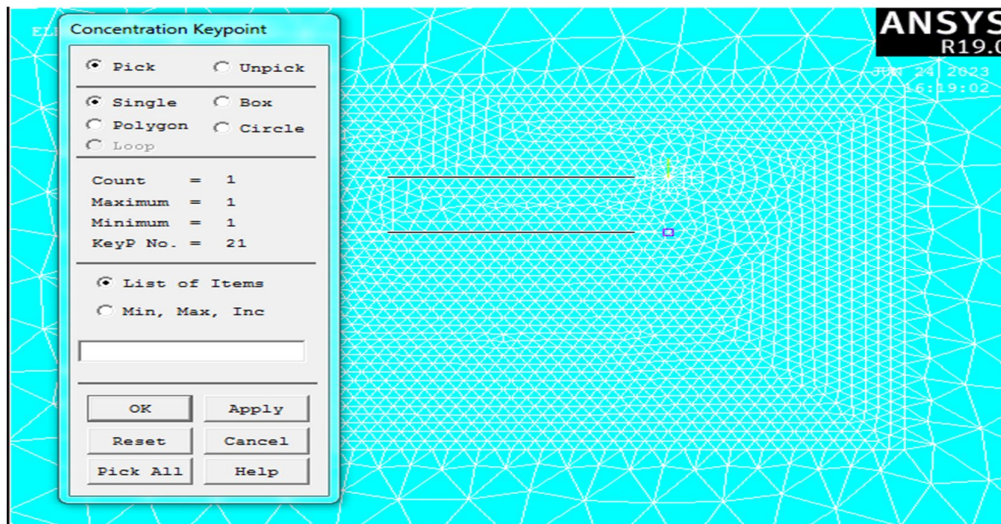 Concentration Keypoint
Pick Unpick
Single Box
Polygon Circle
Loop
Count = 1
Maximum = 1
Minimum = 1
KeyP No. = 21
List of Items
Min, Max, Inc
OK Apply
Reset Cancel
Pick All Help
ANSYS
R19.0
JUN 24 2023
16:19:02